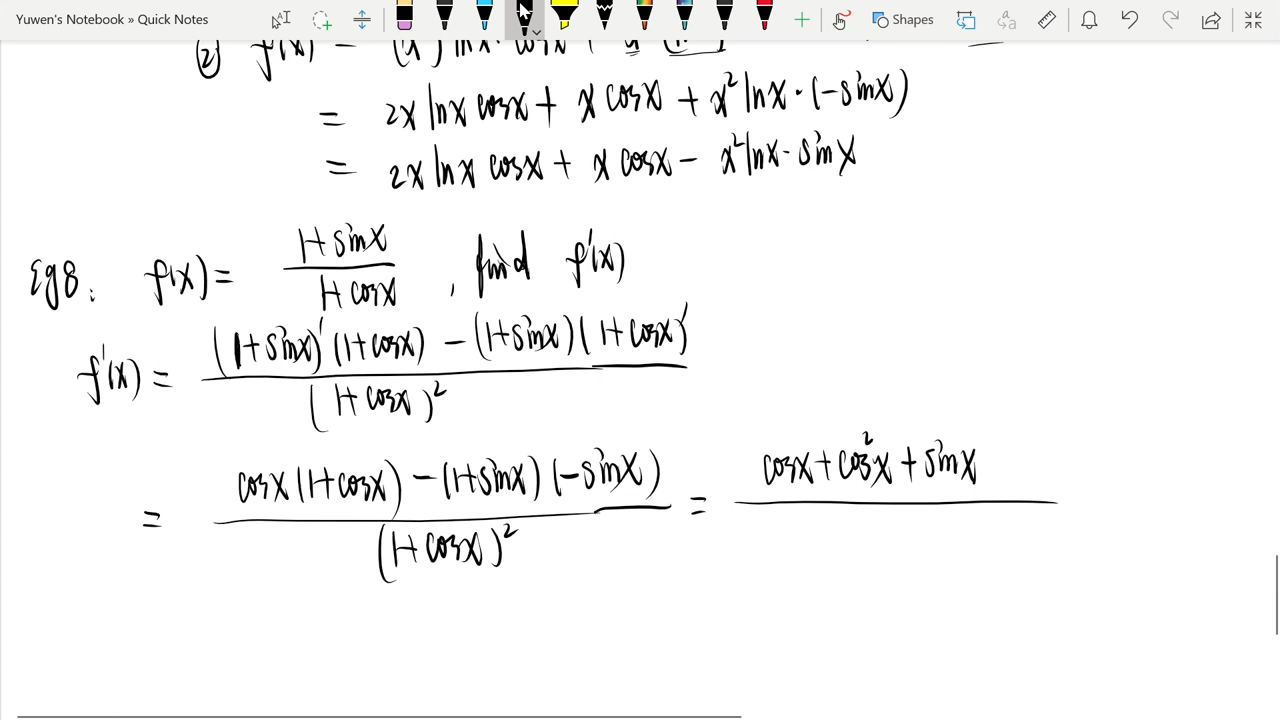 Yuwen's Notebook » Quick Notes
Shapes
= 2x lnx cosx + x cosx + x² lnx · (-sinx)
= 2x lnx cosx + x cosx - x² lnx · sinx
Eg 8. f(x) = (1+sinx)/(1+cosx), find f'(x)
f'(x) = ((1+sinx)'(1+cosx) - (1+sinx)(1+cosx)')/(1+cosx)²
= (cosx(1+cosx) - (1+sinx)(-sinx))/(1+cosx)² = cosx + cos²x + sinx